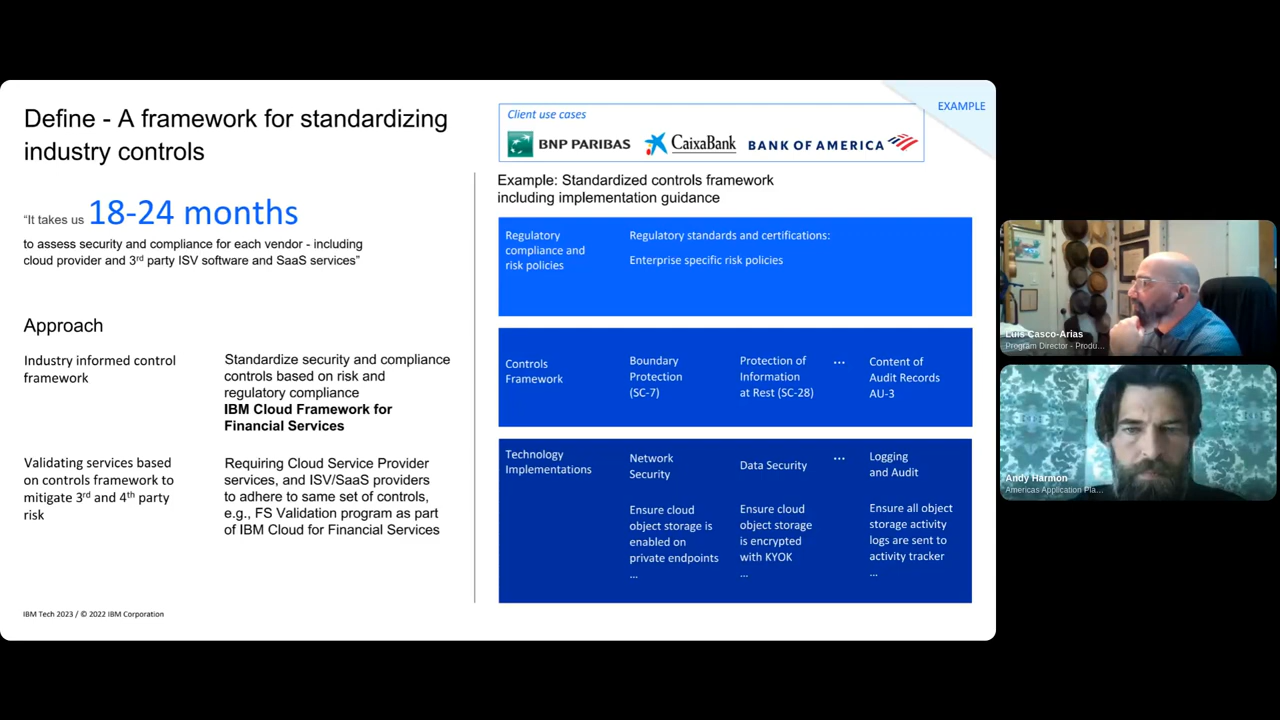 Define - A framework for standardizing
industry controls
“It takes us 18-24 months
to assess security and compliance for each vendor - including
cloud provider and 3rd party ISV software and SaaS services”
Approach
Industry informed control
framework
Standardize security and compliance
controls based on risk and
regulatory compliance
IBM Cloud Framework for
Financial Services
Validating services based
on controls framework to
mitigate 3rd and 4th party
risk
Requiring Cloud Service Provider
services, and ISV/SaaS providers
to adhere to same set of controls,
e.g., FS Validation program as part
of IBM Cloud for Financial Services
IBM Tech 2023 / © 2022 IBM Corporation
EXAMPLE
Client use cases
BNP PARIBAS
CaixaBank
BANK OF AMERICA
Example: Standardized controls framework
including implementation guidance
Regulatory
compliance and
risk policies
Regulatory standards and certifications:
Enterprise specific risk policies
Controls
Framework
Boundary
Protection
(SC-7)
Protection of
Information
at Rest (SC-28)
...
Content of
Audit Records
AU-3
Technology
Implementations
Network
Security
Ensure cloud
object storage is
enabled on
private endpoints
...
Data Security
Ensure cloud
object storage
is encrypted
with KYOK
...
...
Logging
and Audit
Ensure all object
storage activity
logs are sent to
activity tracker
...
Luis Casco-Arias
Program Director - Produ...
Andy Harmon
Americas Application Pla...